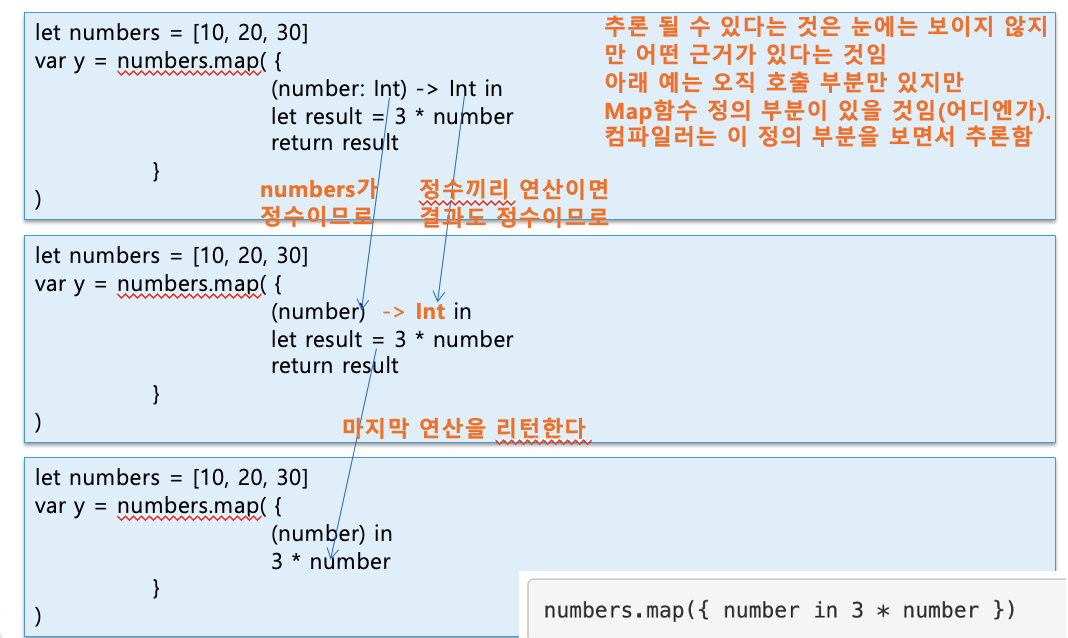 let numbers = [10, 20, 30]
var y = numbers.map( {
(number: Int) -> Int in
let result = 3 * number
return result
}
)
추론 될 수 있다는 것은 눈에는 보이지 않지
만 어떤 근거가 있다는 것임
아래 예는 오직 호출 부분만 있지만
Map함수 정의 부분이 있을 것임(어디엔가).
컴파일러는 이 정의 부분을 보면서 추론함
numbers가
정수이므로
정수끼리 연산이면
결과도 정수이므로
let numbers = [10, 20, 30]
var y = numbers.map( {
(number) -> Int in
let result = 3 * number
return result
}
)
마지막 연산을 리턴한다
let numbers = [10, 20, 30]
var y = numbers.map( {
(number) in
3 * number
}
)
numbers.map({ number in 3 * number })